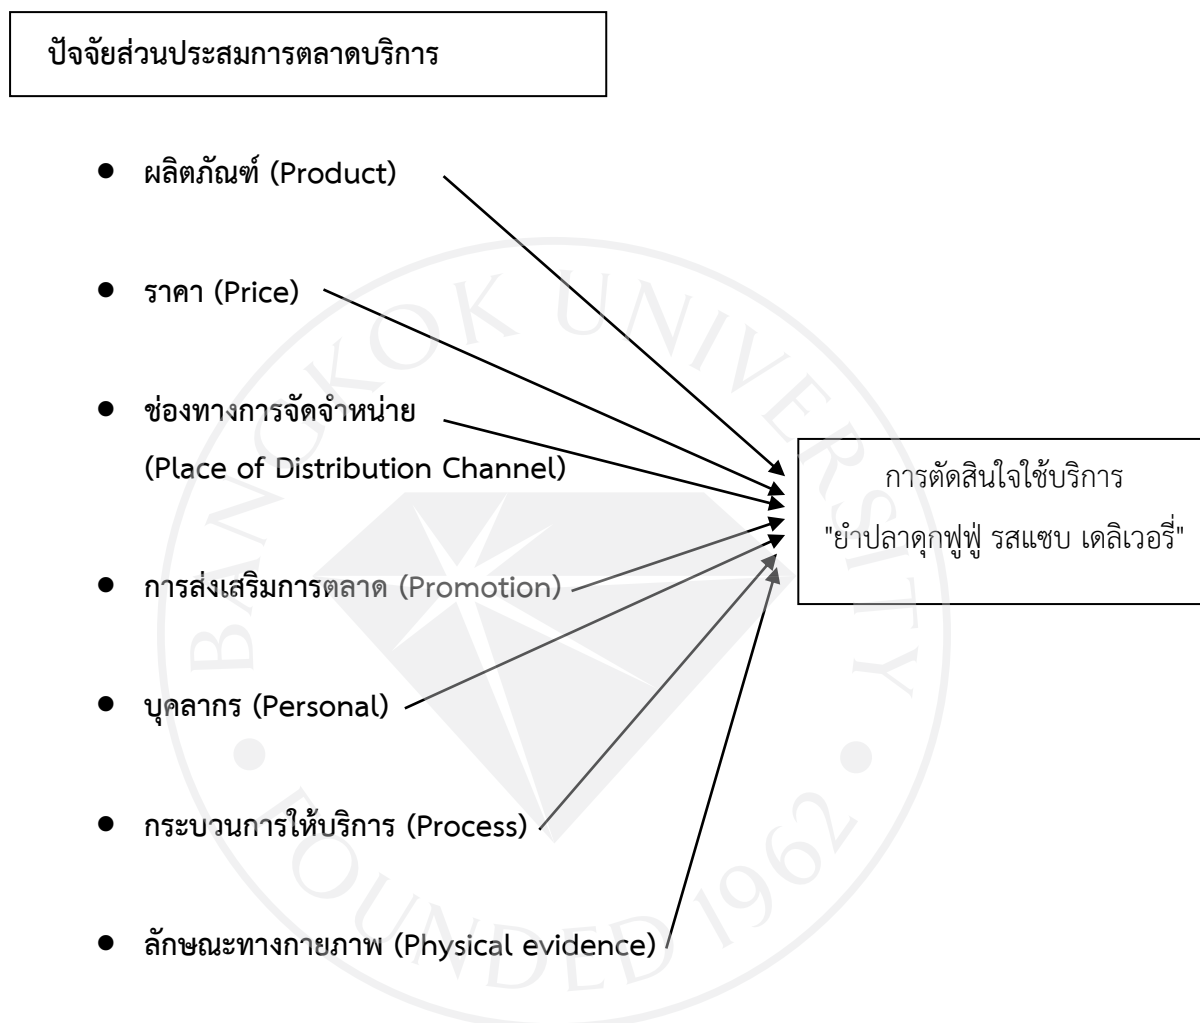 ปัจจัยส่วนประสมการตลาดบริการ
● ผลิตภัณฑ์ (Product)
● ราคา (Price)
● ช่องทางการจัดจำหน่าย
(Place of Distribution Channel)
● การส่งเสริมการตลาด (Promotion)
● บุคลากร (Personal)
● กระบวนการให้บริการ (Process)
● ลักษณะทางกายภาพ (Physical evidence)
การตัดสินใจใช้บริการ
"ยำปลาดุกฟูฟู่ รสแซบ เดลิเวอรี่"
BANGKOK UNIVERSITY
FOUNDED 1962